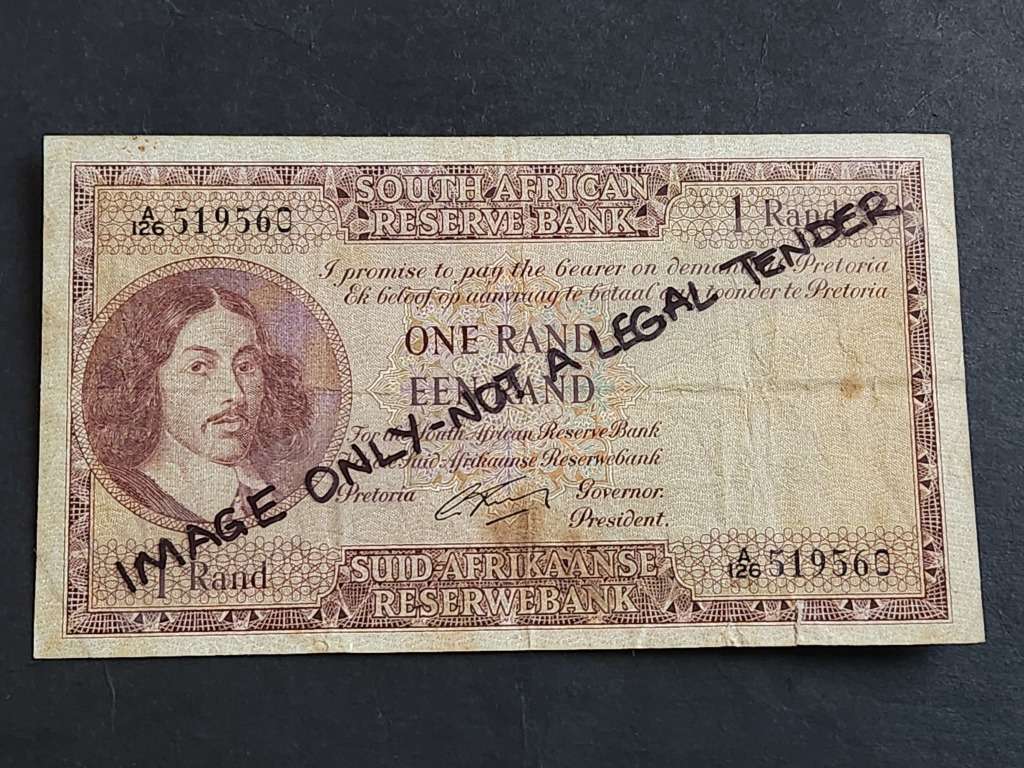 SOUTH AFRICAN
RESERVE BANK
A/126 519560
1 Rand
I promise to pay the bearer on demand Pretoria
Ek beloof op aanvraag te betaal toonder te Pretoria
ONE RAND
EEN RAND
For the South African Reserve Bank
Suid-Afrikaanse Reserwebank
Pretoria
Governor.
President.
IMAGE ONLY-NOT A LEGAL TENDER
1 Rand
SUID-AFRIKAANSE
RESERWEBANK
A/126 519560